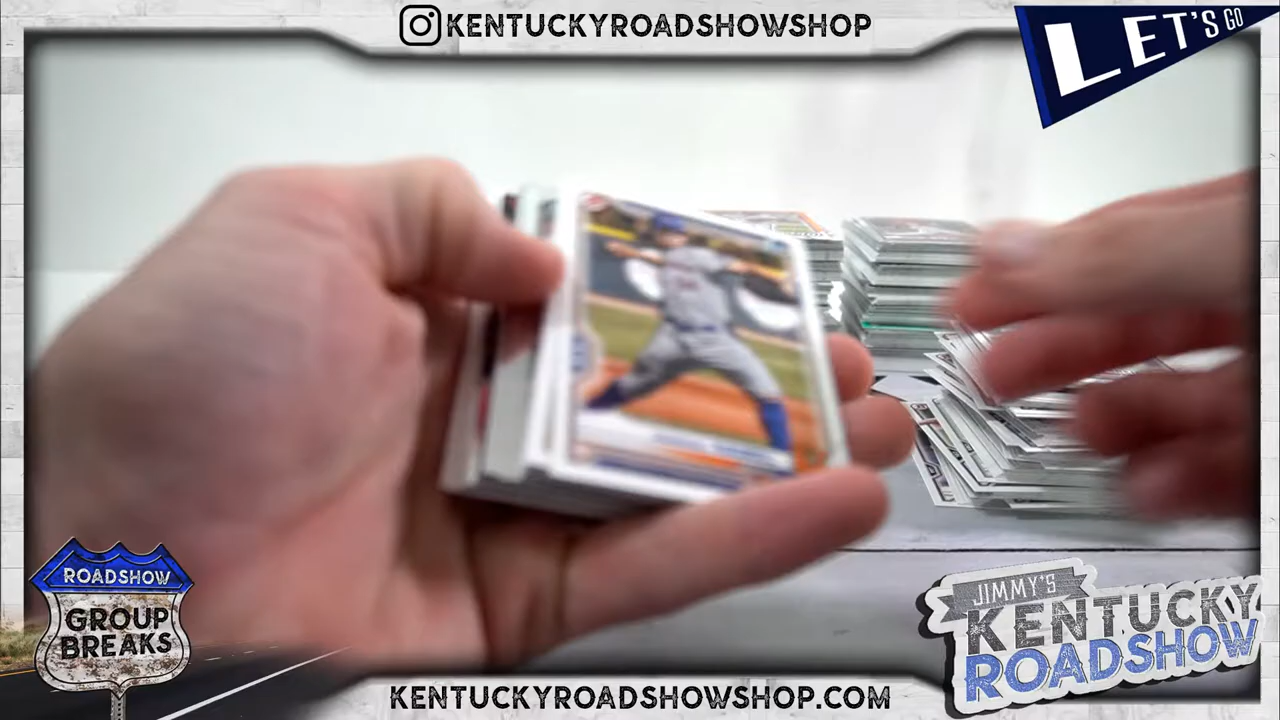 KENTUCKYROADSHOWSHOP
LET'S GO
ROADSHOW
GROUP
BREAKS
JIMMY'S
KENTUCKY
ROADSHOW
KENTUCKYROADSHOWSHOP.COM